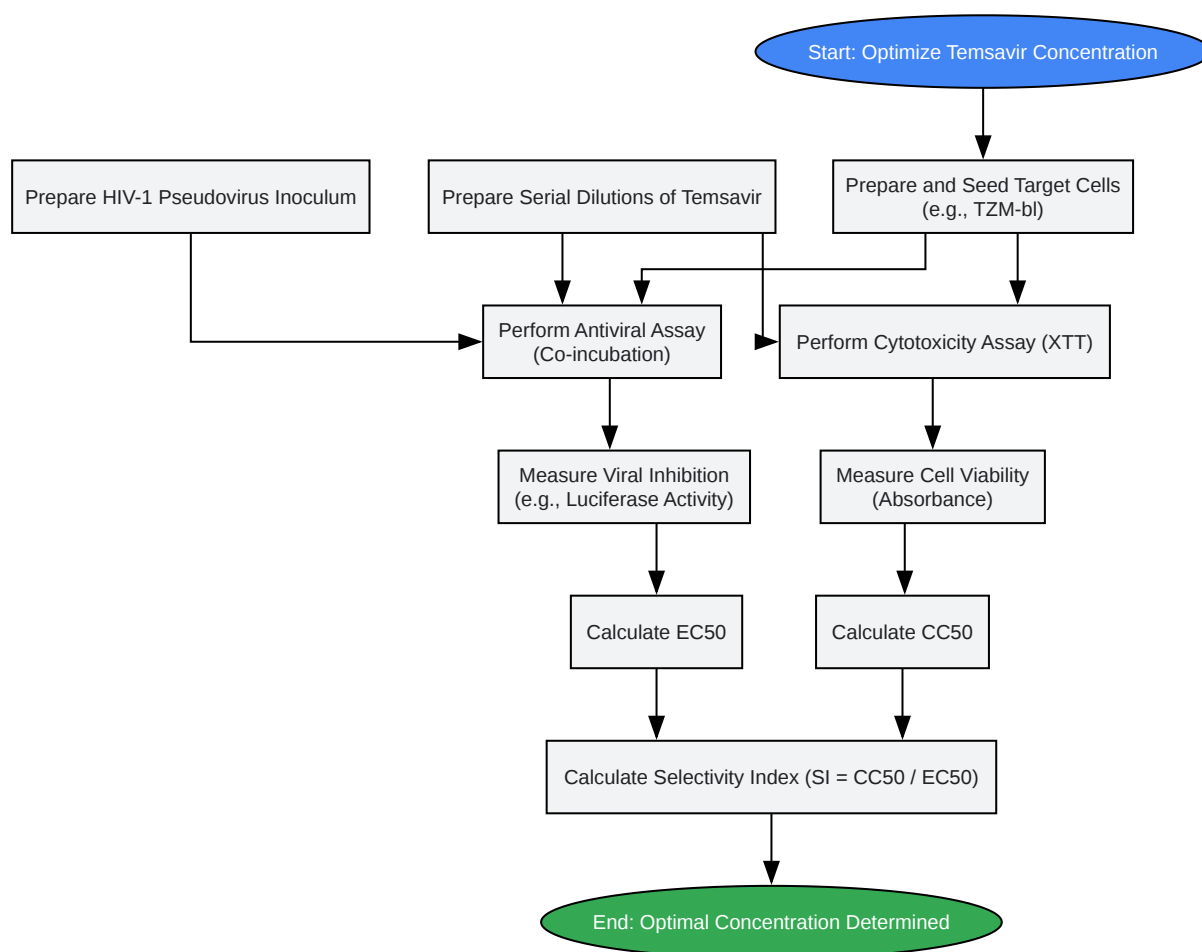 Start: Optimize Temsavir Concentration
Prepare HIV-1 Pseudovirus Inoculum
Prepare Serial Dilutions of Temsavir
Prepare and Seed Target Cells
(e.g., TZM-bl)
Perform Antiviral Assay
(Co-incubation)
Perform Cytotoxicity Assay (XTT)
Measure Viral Inhibition
(e.g., Luciferase Activity)
Measure Cell Viability
(Absorbance)
Calculate EC50
Calculate CC50
Calculate Selectivity Index (SI = CC50 / EC50)
End: Optimal Concentration Determined